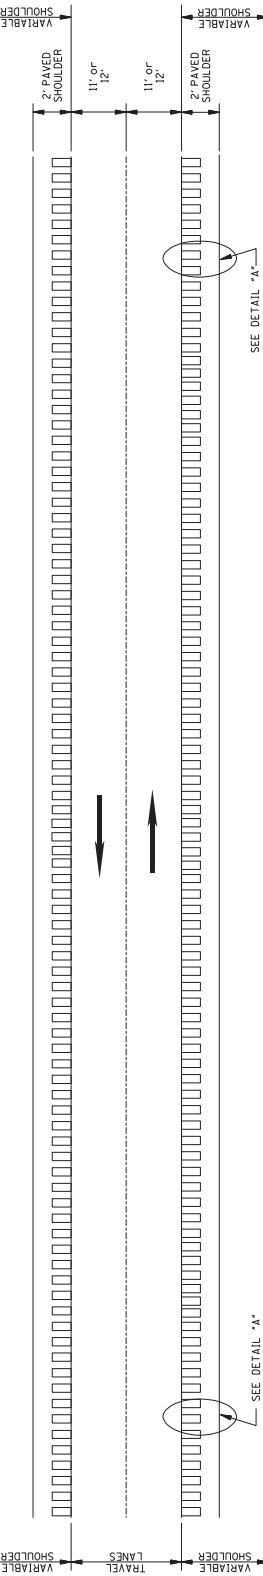 VARIABLE
SHOULDER
VARIABLE
SHOULDER
2' PAVED
SHOULDER
11' or
12'
11' or
12'
2' PAVED
SHOULDER
SEE DETAIL "A"
SEE DETAIL "A"
VARIABLE
SHOULDER
TRAVEL
LANES
VARIABLE
SHOULDER